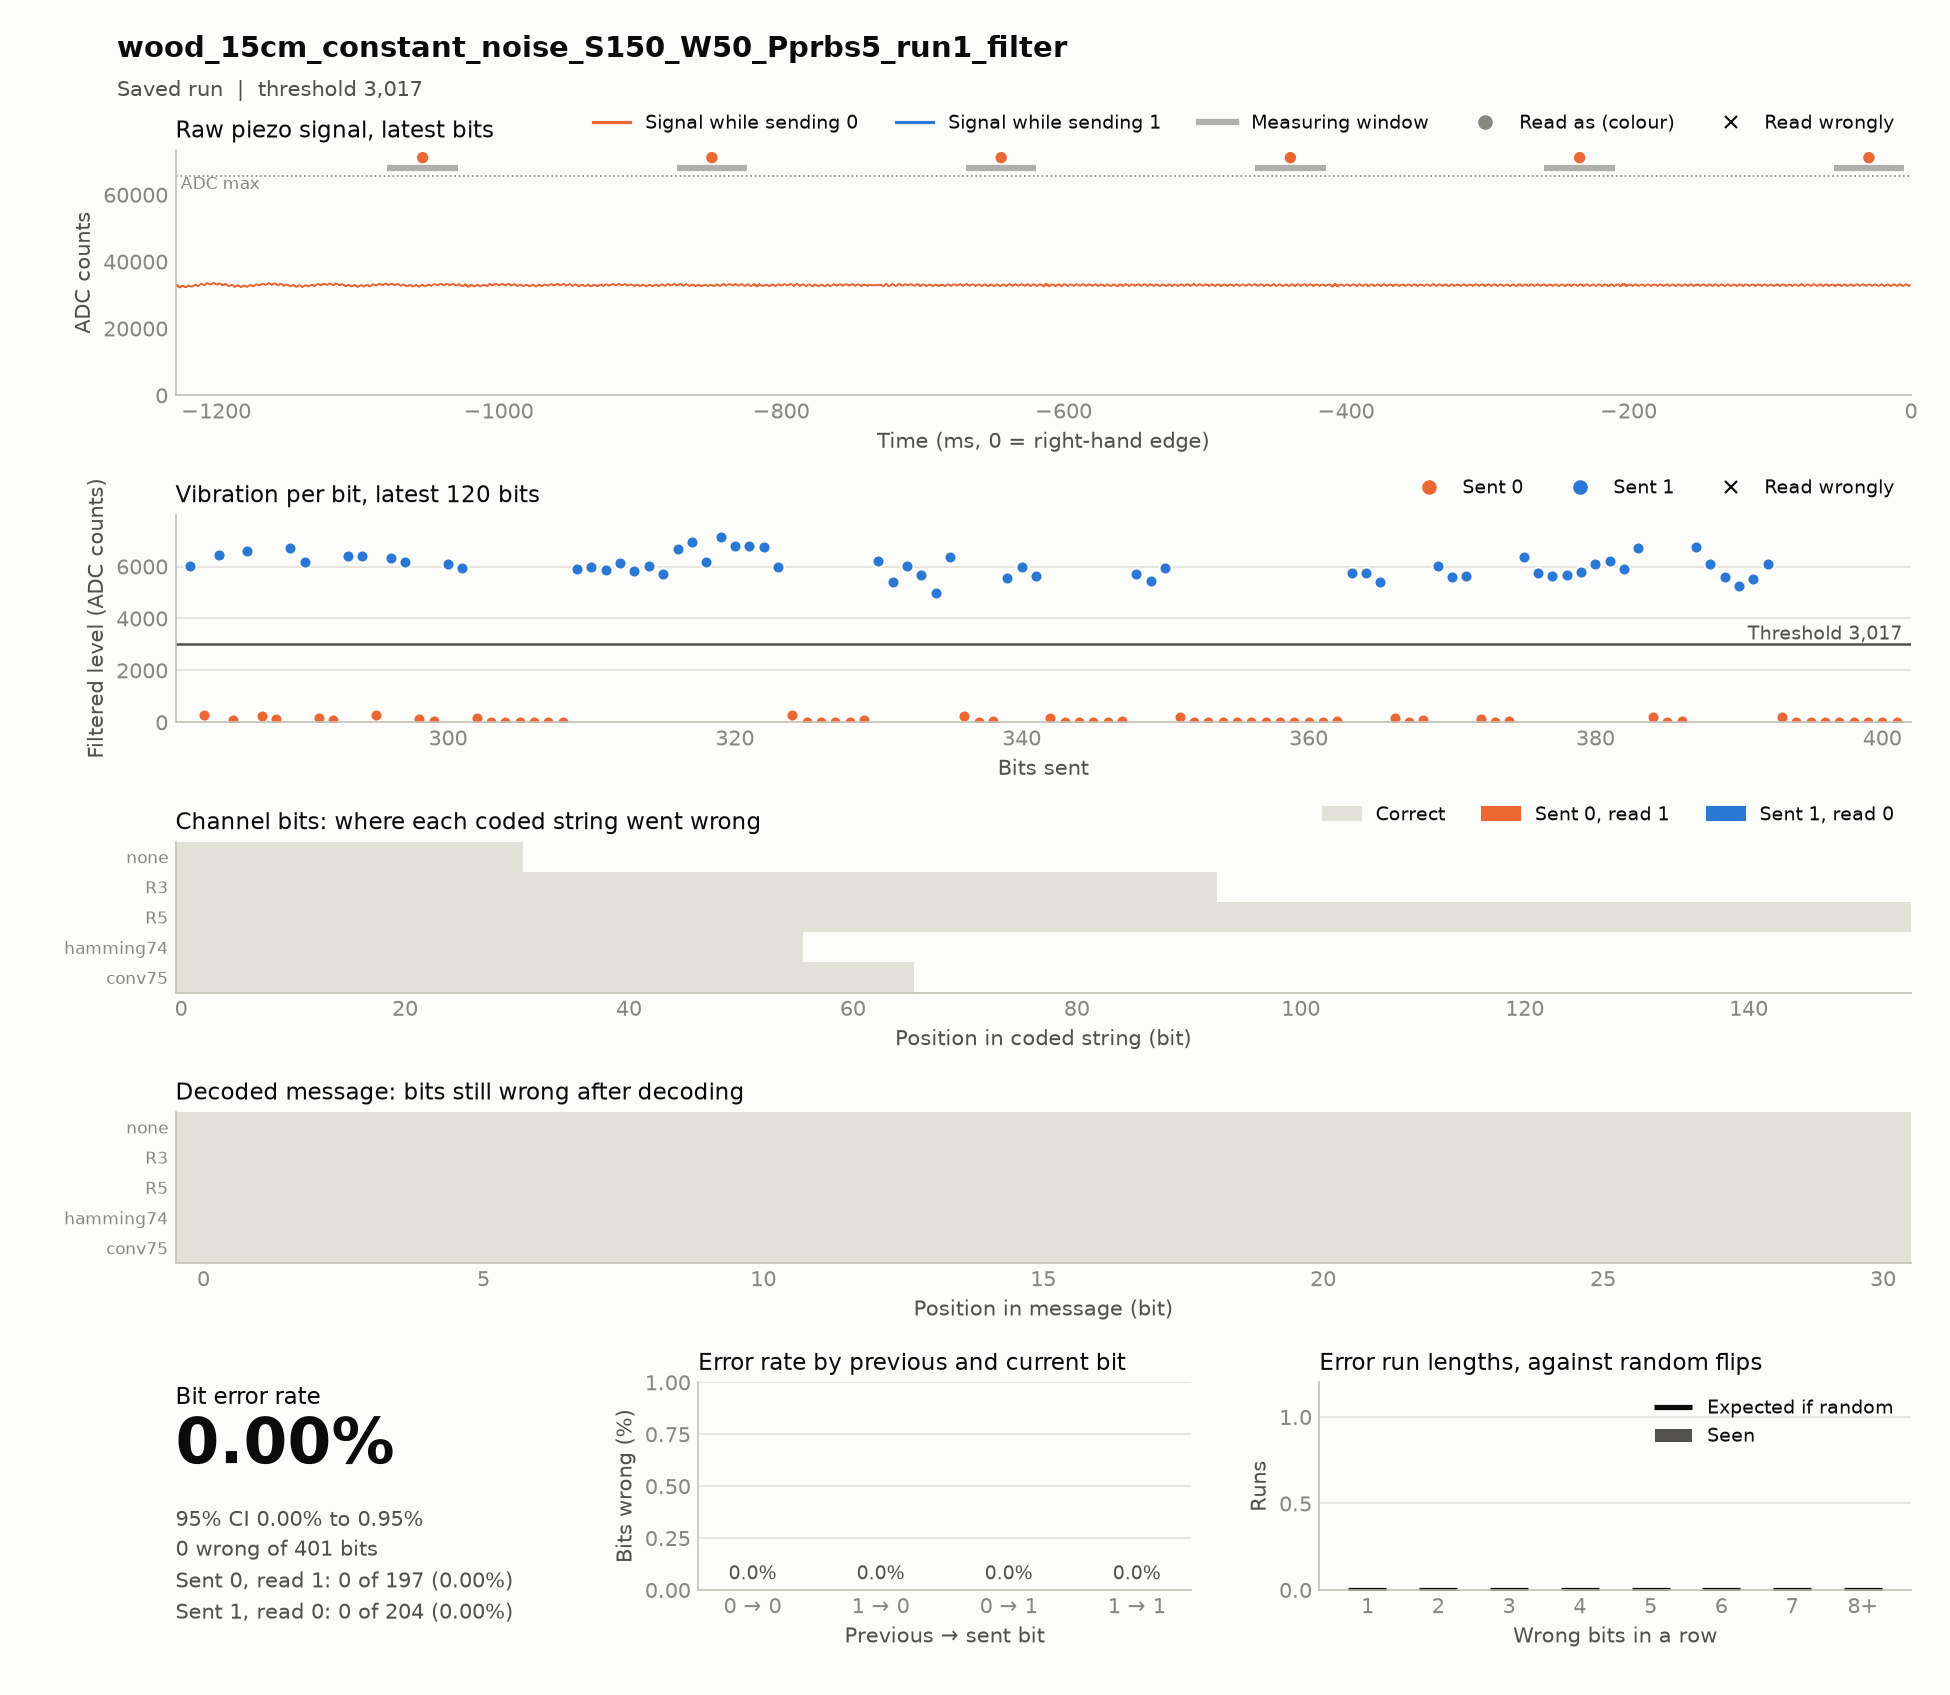 wood_15cm_constant_noise_S150_W50_Pprbs5_run1_filter
Saved run | threshold 3,017
Raw piezo signal, latest bits
Signal while sending 0
Signal while sending 1
Measuring window
Read as (colour)
Read wrongly
ADC max
60000
40000
20000
0
ADC counts
−1200 −1000 −800 −600 −400 −200 0
Time (ms, 0 = right-hand edge)
Vibration per bit, latest 120 bits
Sent 0
Sent 1
Read wrongly
Filtered level (ADC counts)
6000
4000
2000
0
Threshold 3,017
300 320 340 360 380 400
Bits sent
Channel bits: where each coded string went wrong
Correct
Sent 0, read 1
Sent 1, read 0
none
R3
R5
hamming74
conv75
0 20 40 60 80 100 120 140
Position in coded string (bit)
Decoded message: bits still wrong after decoding
none
R3
R5
hamming74
conv75
0 5 10 15 20 25 30
Position in message (bit)
Bit error rate
0.00%
95% CI 0.00% to 0.95%
0 wrong of 401 bits
Sent 0, read 1: 0 of 197 (0.00%)
Sent 1, read 0: 0 of 204 (0.00%)
Error rate by previous and current bit
Bits wrong (%)
1.00
0.75
0.50
0.25
0.00
0.0% 0.0% 0.0% 0.0%
0 → 0 1 → 0 0 → 1 1 → 1
Previous → sent bit
Error run lengths, against random flips
Expected if random
Seen
Runs
1.0
0.5
0.0
1 2 3 4 5 6 7 8+
Wrong bits in a row